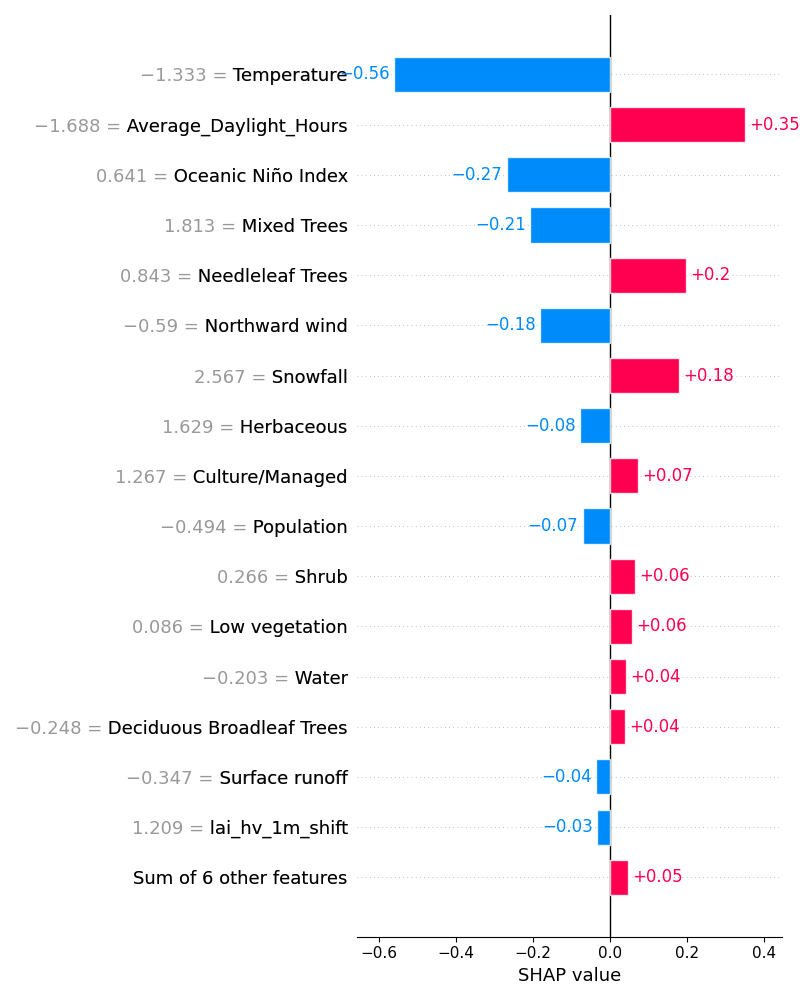 −1.333 = Temperature −0.56
−1.688 = Average_Daylight_Hours +0.35
0.641 = Oceanic Niño Index −0.27
1.813 = Mixed Trees −0.21
0.843 = Needleleaf Trees +0.2
−0.59 = Northward wind −0.18
2.567 = Snowfall +0.18
1.629 = Herbaceous −0.08
1.267 = Culture/Managed +0.07
−0.494 = Population −0.07
0.266 = Shrub +0.06
0.086 = Low vegetation +0.06
−0.203 = Water +0.04
−0.248 = Deciduous Broadleaf Trees +0.04
−0.347 = Surface runoff −0.04
1.209 = lai_hv_1m_shift −0.03
Sum of 6 other features +0.05
−0.6 −0.4 −0.2 0.0 0.2 0.4
SHAP value